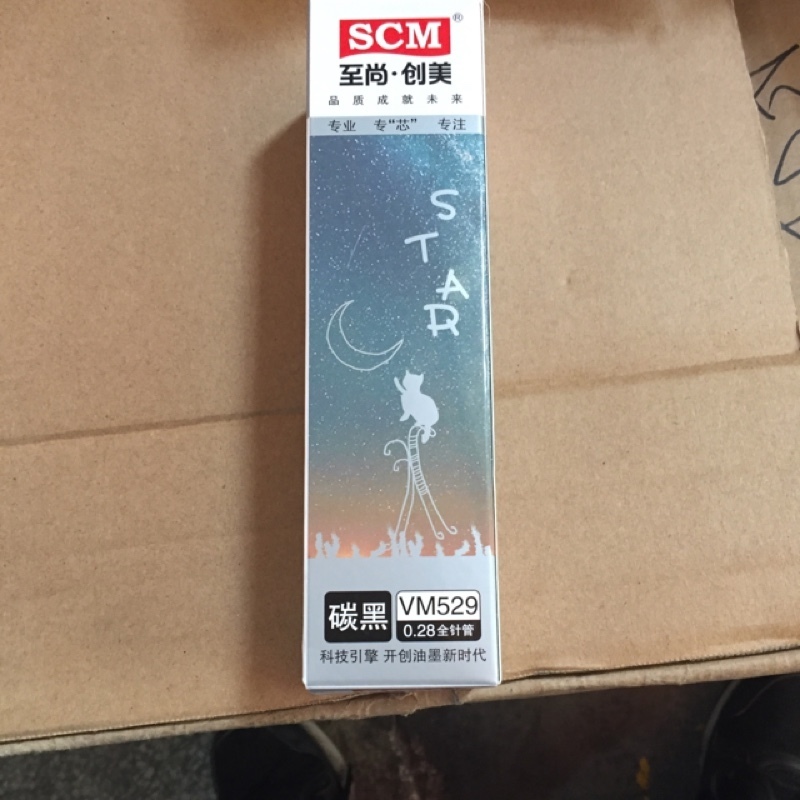 SCM®
至尚·创美
品质成就未来
专业 专“芯” 专注
S
T
A
R
碳黑
VM529
0.28全针管
科技引擎 开创油墨新时代